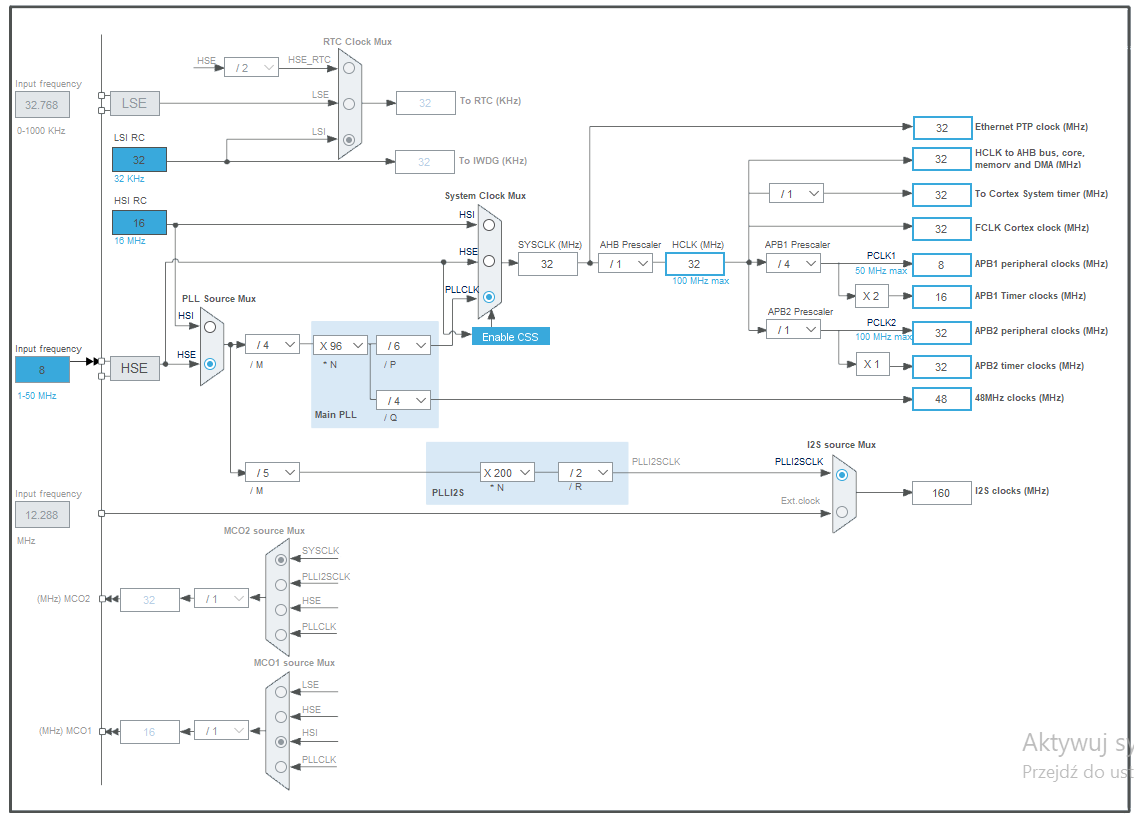 RTC Clock Mux
HSE
/ 2
HSE_RTC
Input frequency
32.768
0-1000 KHz
LSE
LSE
32
To RTC (KHz)
LSI RC
32
32 KHz
LSI
32
To IWDG (KHz)
HSI RC
16
16 MHz
System Clock Mux
HSI
HSE
PLLCLK
Enable CSS
SYSCLK (MHz)
32
AHB Prescaler
/ 1
HCLK (MHz)
32
100 MHz max
32
Ethernet PTP clock (MHz)
32
HCLK to AHB bus, core,
memory and DMA (MHz)
/ 1
32
To Cortex System timer (MHz)
32
FCLK Cortex clock (MHz)
APB1 Prescaler
/ 4
PCLK1
50 MHz max
8
APB1 peripheral clocks (MHz)
X 2
16
APB1 Timer clocks (MHz)
APB2 Prescaler
/ 1
PCLK2
100 MHz max
32
APB2 peripheral clocks (MHz)
X 1
32
APB2 timer clocks (MHz)
48
48MHz clocks (MHz)
PLL Source Mux
HSI
HSE
Input frequency
8
1-50 MHz
HSE
/ 4
/ M
X 96
* N
/ 6
/ P
/ 4
/ Q
Main PLL
/ 5
/ M
X 200
* N
/ 2
/ R
PLLI2S
PLLI2SCLK
I2S source Mux
PLLI2SCLK
Ext.clock
160
I2S clocks (MHz)
Input frequency
12.288
MHz
MCO2 source Mux
SYSCLK
PLLI2SCLK
HSE
PLLCLK
(MHz) MCO2
32
/ 1
MCO1 source Mux
LSE
HSE
HSI
PLLCLK
(MHz) MCO1
16
/ 1
Aktywuj
Przejdź do